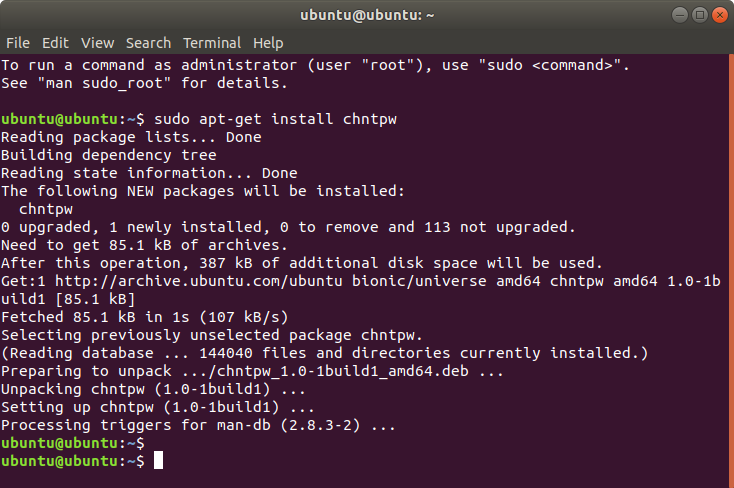 ubuntu@ubuntu: ~
File Edit View Search Terminal Help
To run a command as administrator (user "root"), use "sudo <command>".
See "man sudo_root" for details.
ubuntu@ubuntu:~$ sudo apt-get install chntpw
Reading package lists... Done
Building dependency tree
Reading state information... Done
The following NEW packages will be installed:
  chntpw
0 upgraded, 1 newly installed, 0 to remove and 113 not upgraded.
Need to get 85.1 kB of archives.
After this operation, 387 kB of additional disk space will be used.
Get:1 http://archive.ubuntu.com/ubuntu bionic/universe amd64 chntpw amd64 1.0-1b
uild1 [85.1 kB]
Fetched 85.1 kB in 1s (107 kB/s)
Selecting previously unselected package chntpw.
(Reading database ... 144040 files and directories currently installed.)
Preparing to unpack .../chntpw_1.0-1build1_amd64.deb ...
Unpacking chntpw (1.0-1build1) ...
Setting up chntpw (1.0-1build1) ...
Processing triggers for man-db (2.8.3-2) ...
ubuntu@ubuntu:~$
ubuntu@ubuntu:~$